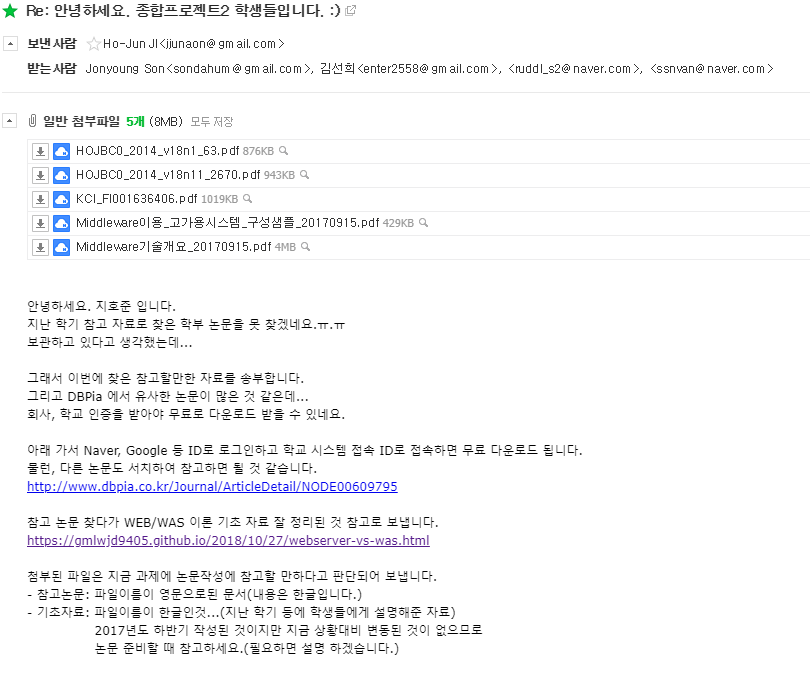 Re: 안녕하세요. 종합프로젝트2 학생들입니다. :)
보낸사람 Ho-Jun JI<jijunaon@gmail.com>
받는사람 Jonyoung Son<sondahum@gmail.com>, 김선희<enter2558@gmail.com>, <ruddl_s2@naver.com>, <ssnvan@naver.com>
일반 첨부파일 5개 (8MB) 모두 저장
HOJBC0_2014_v18n1_63.pdf 876KB
HOJBC0_2014_v18n11_2670.pdf 943KB
KCI_FI001636406.pdf 1019KB
Middleware이용_고가용시스템_구성샘플_20170915.pdf 429KB
Middleware기술개요_20170915.pdf 4MB
안녕하세요. 지호준 입니다.
지난 학기 참고 자료로 찾은 학부 논문을 못 찾겠네요.ㅠ.ㅠ
보관하고 있다고 생각했는데...
그래서 이번에 찾은 참고할만한 자료를 송부합니다.
그리고 DBPia 에서 유사한 논문이 많은 것 같은데...
회사, 학교 인증을 받아야 무료로 다운로드 받을 수 있네요.
아래 가서 Naver, Google 등 ID로 로그인하고 학교 시스템 접속 ID로 접속하면 무료 다운로드 됩니다.
물런, 다른 논문도 서치하여 참고하면 될 것 같습니다.
http://www.dbpia.co.kr/Journal/ArticleDetail/NODE00609795
참고 논문 찾다가 WEB/WAS 이론 기초 자료 잘 정리된 것 참고로 보냅니다.
https://gmlwjd9405.github.io/2018/10/27/webserver-vs-was.html
첨부된 파일은 지금 과제에 논문작성에 참고할 만하다고 판단되어 보냅니다.
- 참고논문: 파일이름이 영문으로된 문서(내용은 한글입니다.)
- 기초자료: 파일이름이 한글인것...(지난 학기 등에 학생들에게 설명해준 자료)
2017년도 하반기 작성된 것이지만 지금 상황대비 변동된 것이 없으므로
논문 준비할 때 참고하세요.(필요하면 설명 하겠습니다.)